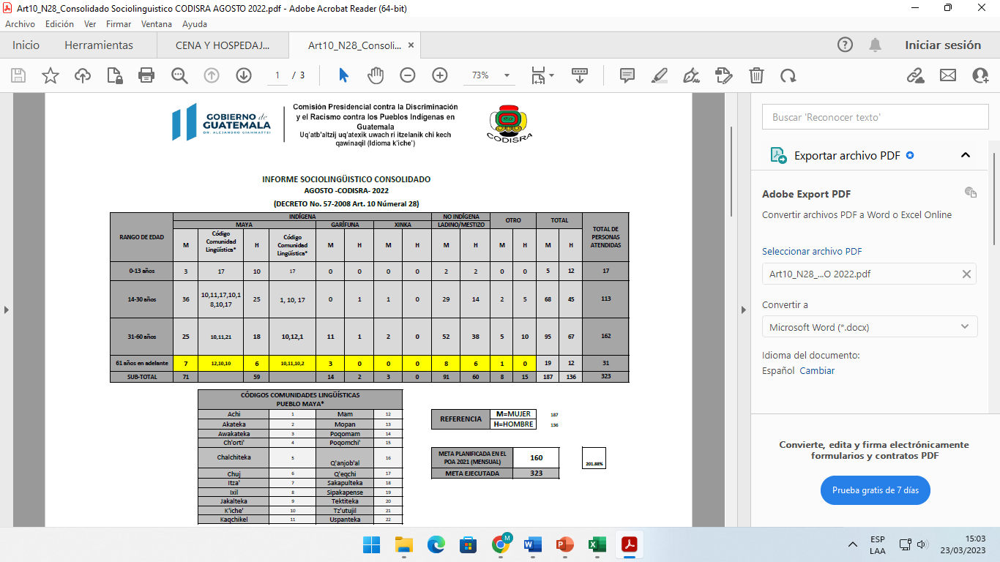 Art10_N28_Consolidado Sociolinguistico CODISRA AGOSTO 2022.pdf - Adobe Acrobat Reader (64-bit)
Archivo Edición Ver Firmar Ventana Ayuda
Inicio Herramientas CENA Y HOSPEDAJ... Art10_N28_Consoli... ×
Iniciar sesión
1 / 3 73%
GOBIERNO de
GUATEMALA
DR. ALEJANDRO GIAMMATTEI
Comisión Presidencial contra la Discriminación
y el Racismo contra los Pueblos Indígenas en
Guatemala
Uq'atb'altzij uq'atexik uwach ri itzelanik chi kech
qawinaqil (Idioma k'iche')
CODISRA
INFORME SOCIOLINGÜISTICO CONSOLIDADO
AGOSTO -CODISRA- 2022
(DECRETO No. 57-2008 Art. 10 Númeral 28)
RANGO DE EDAD INDÍGENA NO INDÍGENA OTRO TOTAL TOTAL DE PERSONAS ATENDIDAS
MAYA GARÍFUNA XINKA LADINO/MESTIZO
M Código Comunidad Lingüística* H Código Comunidad Lingüística* M H M H M H M H M H
0-13 años 3 17 10 17 0 0 0 0 2 2 0 0 5 12 17
14-30 años 36 10,11,17,10,1 8,10,17 25 1, 10, 17 0 1 1 0 29 14 2 5 68 45 113
31-60 años 25 10,11,21 18 10,12,1 11 1 2 0 52 38 5 10 95 67 162
61 años en adelante 7 12,10,10 6 10,11,10,2 3 0 0 0 8 6 1 0 19 12 31
SUB-TOTAL 71 59 14 2 3 0 91 60 8 15 187 136 323
CÓDIGOS COMUNIDADES LINGÜÍSTICAS
PUEBLO MAYA*
Achi 1 Mam 12
Akateka 2 Mopan 13
Awakateka 3 Poqomam 14
Ch'orti' 4 Poqomchi' 15
Chalchiteka 5 Q'anjob'al 16
Chuj 6 Q'eqchi 17
Itza' 7 Sakapulteka 18
Ixil 8 Sipakapense 19
Jakalteka 9 Tektiteka 20
K'iche' 10 Tz'utujil 21
Kaqchikel 11 Uspanteka 22
REFERENCIA M=MUJER 187
H=HOMBRE 136
META PLANIFICADA EN EL
POA 2021 (MENSUAL) 160 201.88%
META EJECUTADA 323
Buscar 'Reconocer texto'
Exportar archivo PDF
Adobe Export PDF
Convertir archivos PDF a Word o Excel Online
Seleccionar archivo PDF
Art10_N28_...O 2022.pdf
Convertir a
Microsoft Word (*.docx)
Idioma del documento:
Español Cambiar
Convierte, edita y firma electrónicamente
formularios y contratos PDF
Prueba gratis de 7 días
M
ESP
LAA
15:03
23/03/2023